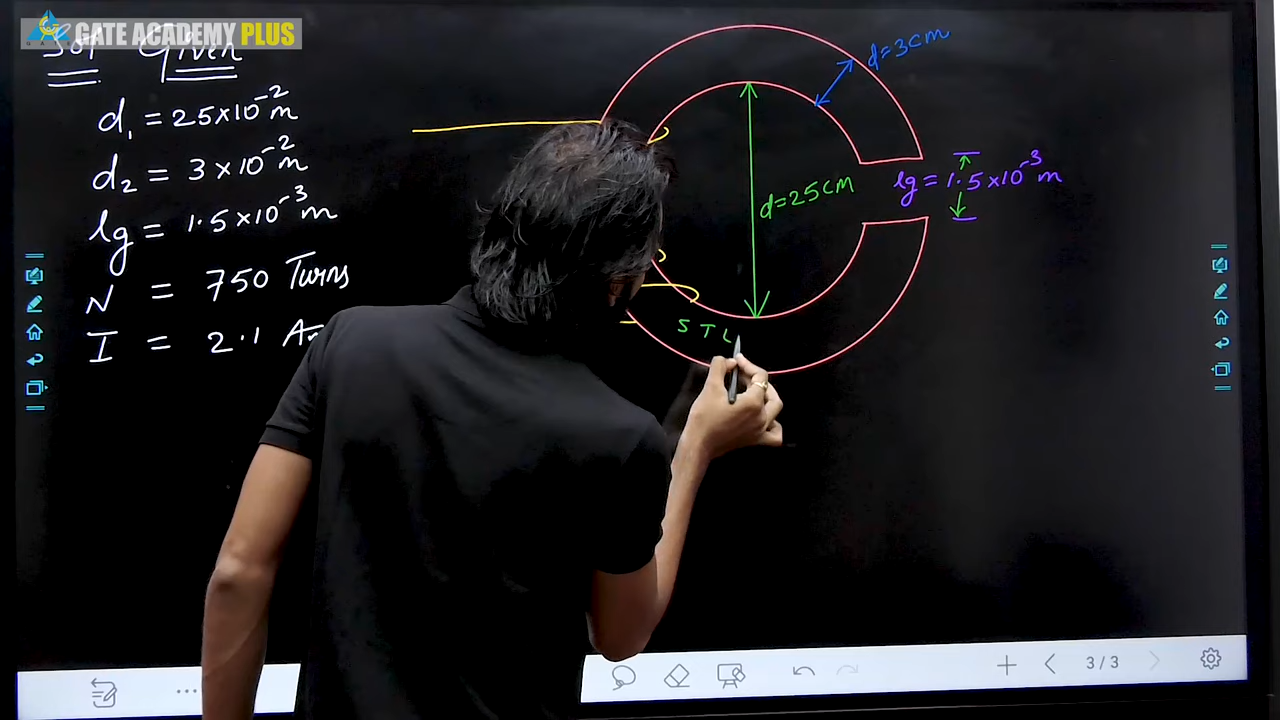 GATE ACADEMY PLUS
Sol Given
d₁ = 25×10⁻² m
d₂ = 3×10⁻² m
lg = 1.5×10⁻³ m
N = 750 Turns
I = 2.1
d=3cm
lg = 1.5×10⁻³ m
d=25cm
3/3